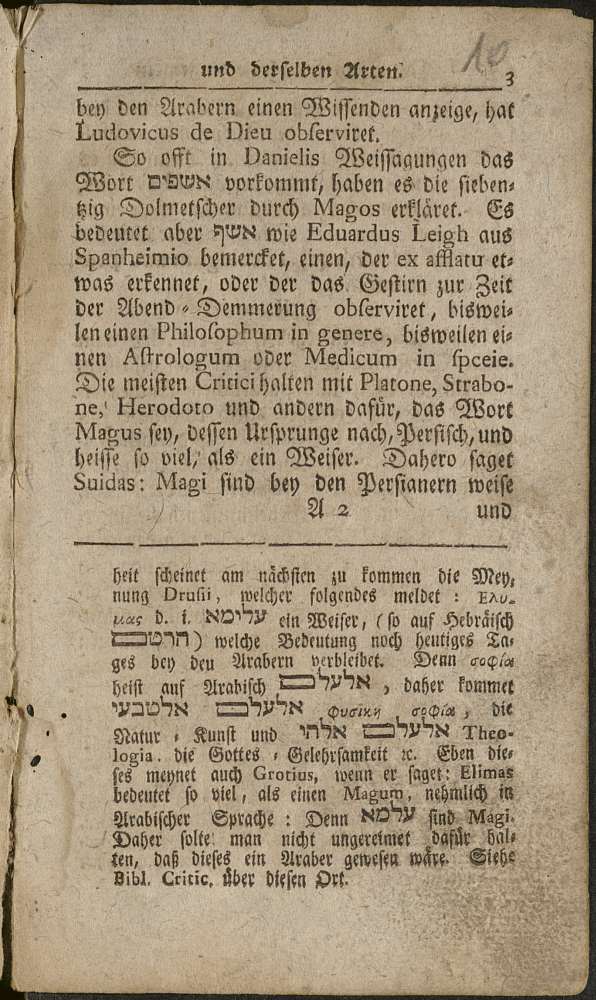 und derselben Arten.
10
3
bey den Arabern einen Wissenden anzeige, hat
Ludovicus de Dieu observiret.
So offt in Danielis Weissagungen das
Wort אשפים vorkommt, haben es die sieben⸗
tzig Dolmetscher durch Magos erkläret. Es
bedeutet aber אשף wie Eduardus Leigh aus
Spanheimio bemercket, einen, der ex afflatu et⸗
was erkennet, oder der das Gestirn zur Zeit
der Abend⸗Demmerung observiret, biswei⸗
len einen Philosophum in genere, bisweilen ei⸗
nen Astrologum oder Medicum in spceie.
Die meisten Critici halten mit Platone, Strabo-
ne, Herodoto und andern dafür, das Wort
Magus sey, dessen Ursprunge nach, Persisch, und
heisse so viel, als ein Weiser. Dahero saget
Suidas: Magi sind bey den Persianern weise
A 2 und
heit scheinet am nächsten zu kommen die Mey⸗
nung Drusii, welcher folgendes meldet : Ελυ-
μας d. i. עלימא ein Weiser, (so auf Hebräisch
הרטם) welche Bedeutung noch heutiges Ta⸗
ges bey den Arabern verbleibet. Denn σοφία
heist auf Arabisch אלעלם, daher kommet
אלעלם אלטבעי φυσικη σοφία, die
Natur⸗Kunst und אלעלם אלהי Theo-
logia. die Gottes⸗Gelehrsamkeit ꝛc. Eben die⸗
ses meynet auch Grotius, wenn er saget: Elimas
bedeutet so viel, als einen Magum, nehmlich in
Arabischer Sprache : Denn עלמא sind Magi.
Daher solte man nicht ungereimet dafür hal⸗
ten, daß dieses ein Araber gewesen wäre. Siehe
Bibl. Critic. über diesen Ort.